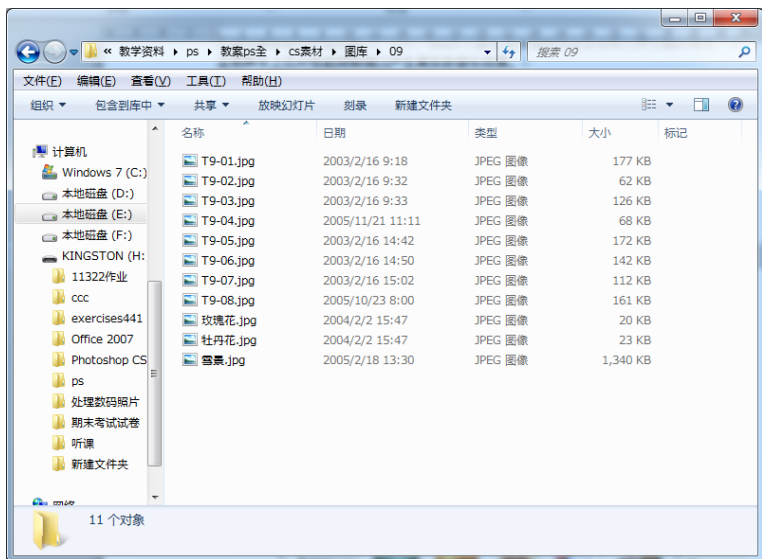 « 教学资料 ▸ ps ▸ 教案ps全 ▸ cs素材 ▸ 图库 ▸ 09
搜索 09
文件(F) 编辑(E) 查看(V) 工具(T) 帮助(H)
组织 包含到库中 共享 放映幻灯片 刻录 新建文件夹
名称 日期 类型 大小 标记
计算机
Windows 7 (C:)
本地磁盘 (D:)
本地磁盘 (E:)
本地磁盘 (F:)
KINGSTON (H:
11322作业
ccc
exercises441
Office 2007
Photoshop CS
ps
处理数码照片
期末考试试卷
听课
新建文件夹
网络
T9-01.jpg 2003/2/16 9:18 JPEG 图像 177 KB
T9-02.jpg 2003/2/16 9:32 JPEG 图像 62 KB
T9-03.jpg 2003/2/16 9:33 JPEG 图像 126 KB
T9-04.jpg 2005/11/21 11:11 JPEG 图像 68 KB
T9-05.jpg 2003/2/16 14:42 JPEG 图像 172 KB
T9-06.jpg 2003/2/16 14:50 JPEG 图像 142 KB
T9-07.jpg 2003/2/16 15:02 JPEG 图像 112 KB
T9-08.jpg 2005/10/23 8:00 JPEG 图像 161 KB
玫瑰花.jpg 2004/2/2 15:47 JPEG 图像 20 KB
牡丹花.jpg 2004/2/2 15:47 JPEG 图像 23 KB
雪景.jpg 2005/2/18 13:30 JPEG 图像 1,340 KB
11 个对象